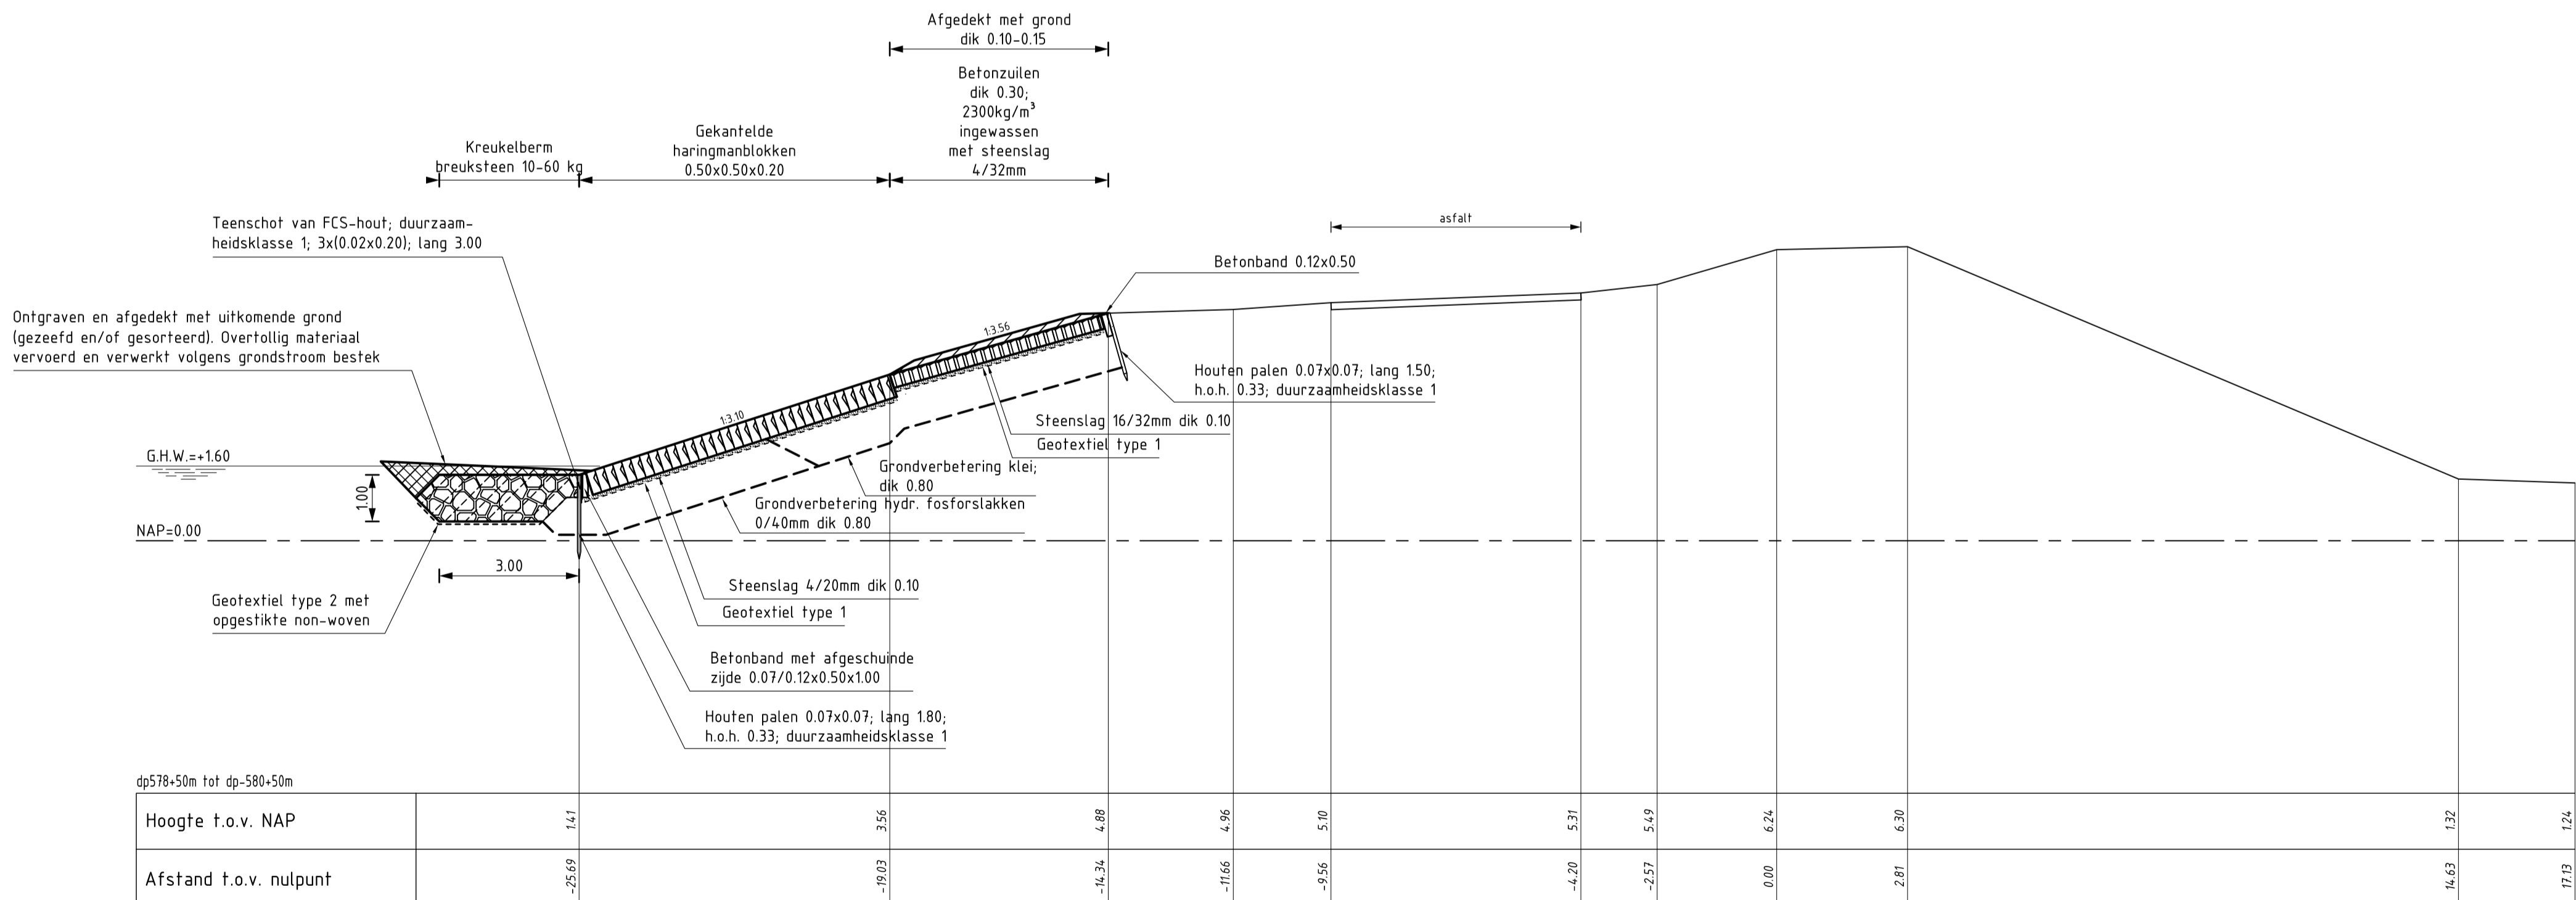 Afgedekt met grond
dik 0.10-0.15
Betonzuilen
dik 0.30;
2300kg/m³
ingewassen
met steenslag
4/32mm
Gekantelde
haringmanblokken
0.50x0.50x0.20
Kreukelberm
breuksteen 10-60 kg
Teenschot van FCS-hout; duurzaam-
heidsklasse 1; 3x(0.02x0.20); lang 3.00
asfalt
Betonband 0.12x0.50
Ontgraven en afgedekt met uitkomende grond
(gezeefd en/of gesorteerd). Overtollig materiaal
vervoerd en verwerkt volgens grondstroom bestek
1:3.56
1:3.10
Houten palen 0.07x0.07; lang 1.50;
h.o.h. 0.33; duurzaamheidsklasse 1
Steenslag 16/32mm dik 0.10
Geotextiel type 1
G.H.W.=+1.60
Grondverbetering klei;
dik 0.80
1.00
Grondverbetering hydr. fosforslakken
0/40mm dik 0.80
NAP=0.00
3.00
Steenslag 4/20mm dik 0.10
Geotextiel type 1
Geotextiel type 2 met
opgestikte non-woven
Betonband met afgeschuinde
zijde 0.07/0.12x0.50x1.00
Houten palen 0.07x0.07; lang 1.80;
h.o.h. 0.33; duurzaamheidsklasse 1
dp578+50m tot dp-580+50m
Hoogte t.o.v. NAP 1.41 3.56 4.88 4.96 5.10 5.31 5.49 6.24 6.30 1.32 1.24
Afstand t.o.v. nulpunt -25.69 -19.03 -14.34 -11.66 -9.56 -4.20 -2.57 0.00 2.81 14.63 17.13